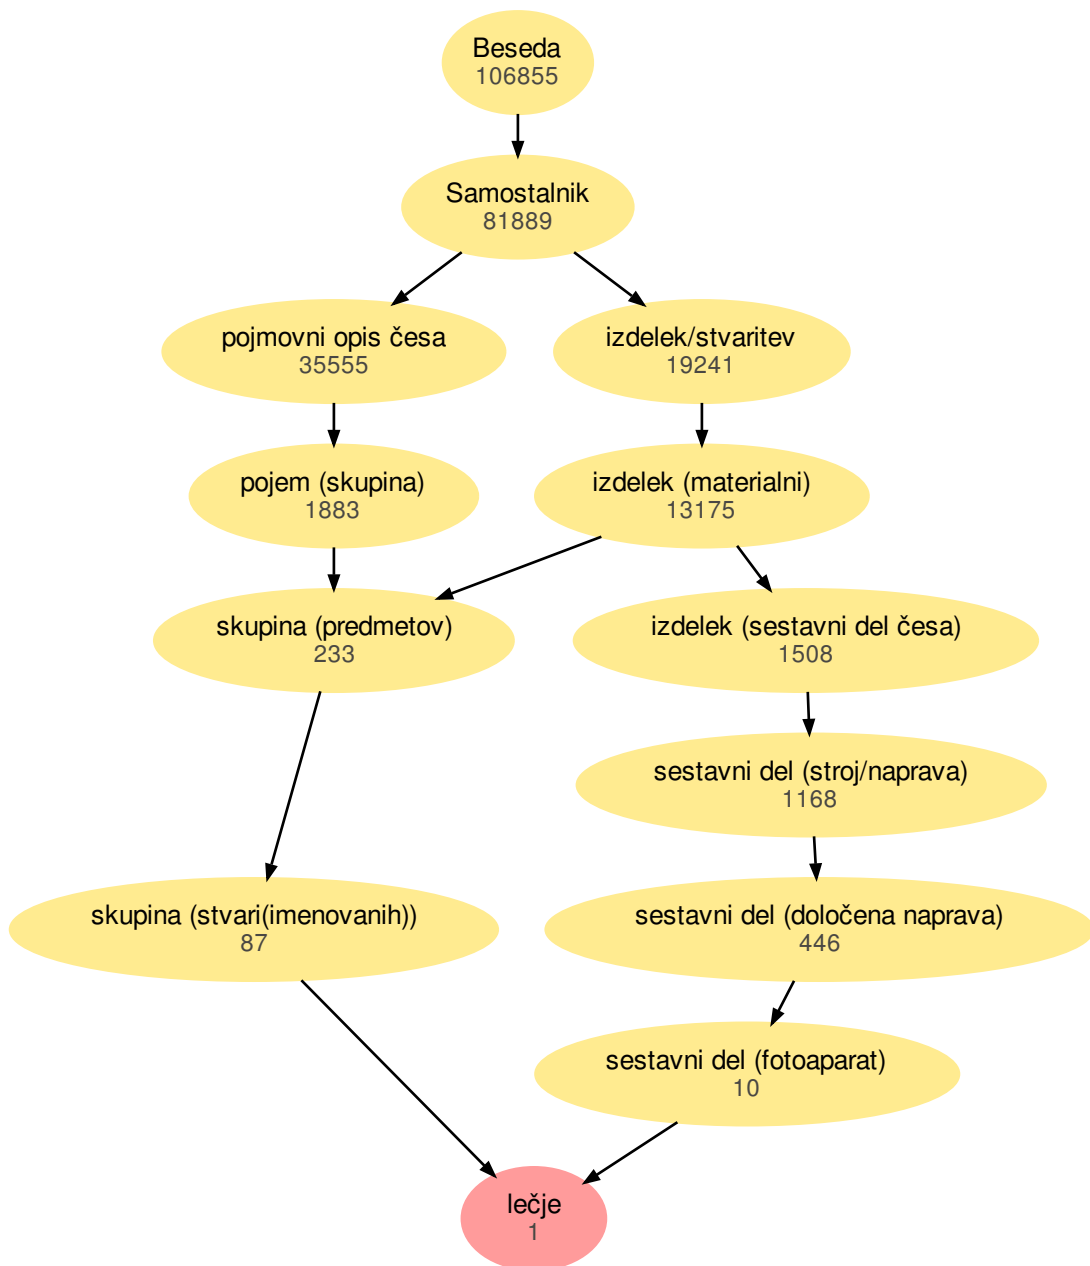 Beseda
106855
Samostalnik
81889
pojmovni opis česa
35555
izdelek/stvaritev
19241
pojem (skupina)
1883
izdelek (materialni)
13175
skupina (predmetov)
233
izdelek (sestavni del česa)
1508
sestavni del (stroj/naprava)
1168
skupina (stvari(imenovanih))
87
sestavni del (določena naprava)
446
sestavni del (fotoaparat)
10
lečje
1